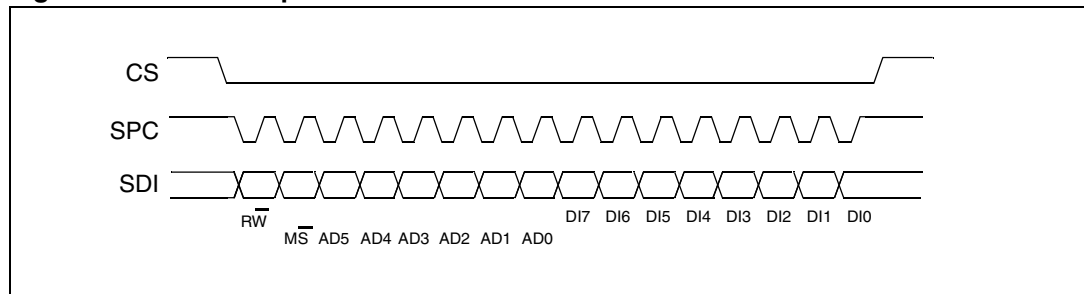 CS
SPC
SDI
RW DI7 DI6 DI5 DI4 DI3 DI2 DI1 DI0
MS AD5 AD4 AD3 AD2 AD1 AD0